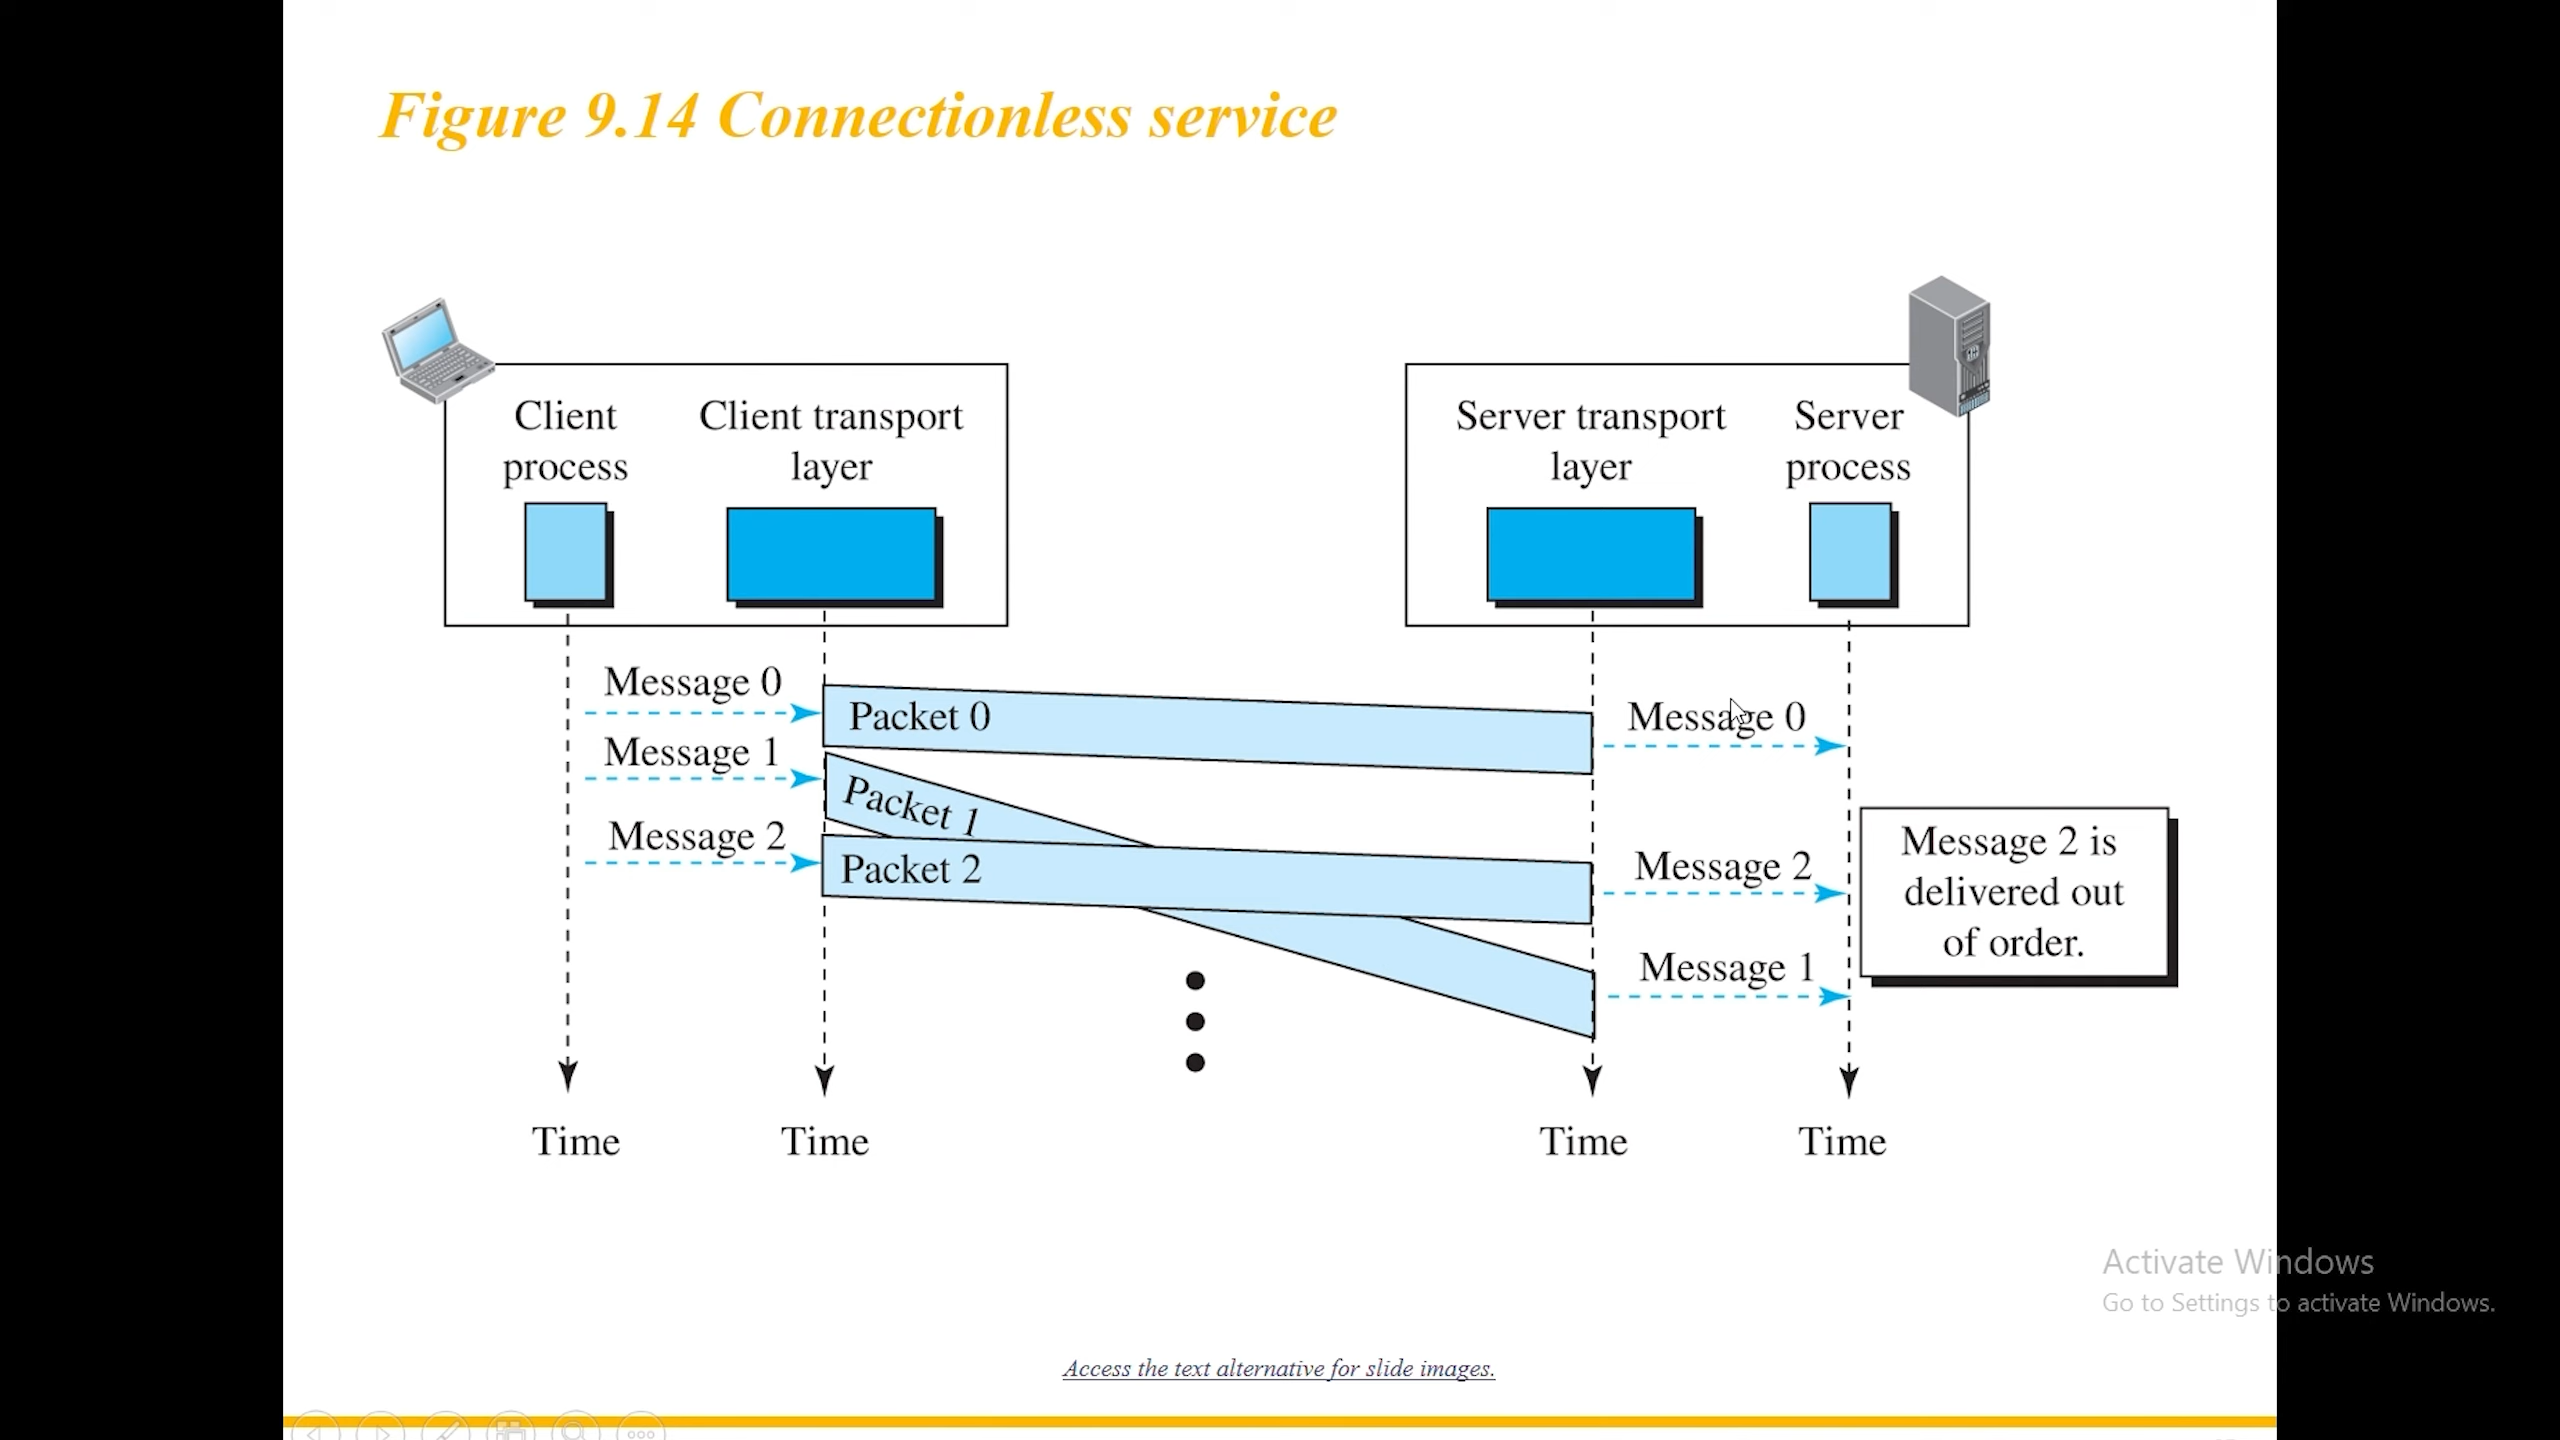 Figure 9.14 Connectionless service
Client
process
Client transport
layer
Server transport
layer
Server
process
Message 0
Packet 0
Message 0
Message 1
Packet 1
Message 2
Packet 2
Message 2
Message 1
Message 2 is
delivered out
of order.
Time
Time
Time
Time
Activate Windows
Go to Settings to activate Windows.
Access the text alternative for slide images.